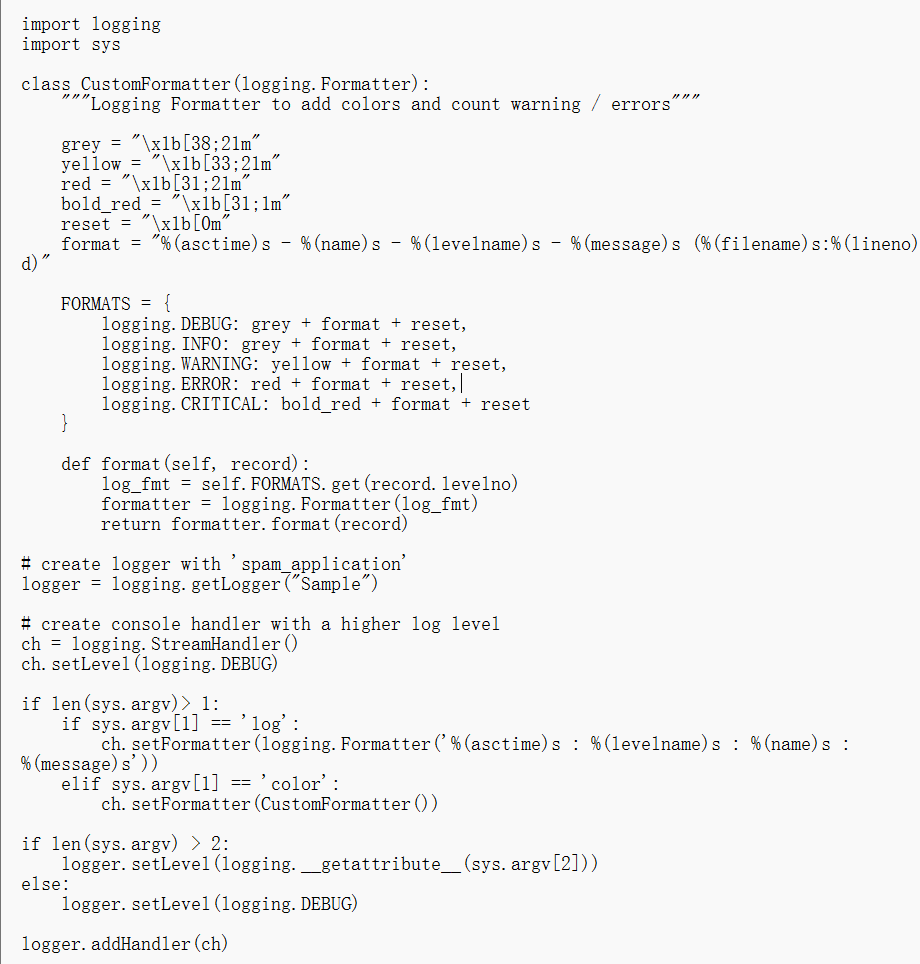 import logging
import sys

class CustomFormatter(logging.Formatter):
    """Logging Formatter to add colors and count warning / errors"""

    grey = "\x1b[38;21m"
    yellow = "\x1b[33;21m"
    red = "\x1b[31;21m"
    bold_red = "\x1b[31;1m"
    reset = "\x1b[0m"
    format = "%(asctime)s - %(name)s - %(levelname)s - %(message)s (%(filename)s:%(lineno)
d)"

    FORMATS = {
        logging.DEBUG: grey + format + reset,
        logging.INFO: grey + format + reset,
        logging.WARNING: yellow + format + reset,
        logging.ERROR: red + format + reset,
        logging.CRITICAL: bold_red + format + reset
    }

    def format(self, record):
        log_fmt = self.FORMATS.get(record.levelno)
        formatter = logging.Formatter(log_fmt)
        return formatter.format(record)

# create logger with 'spam_application'
logger = logging.getLogger("Sample")

# create console handler with a higher log level
ch = logging.StreamHandler()
ch.setLevel(logging.DEBUG)

if len(sys.argv)> 1:
    if sys.argv[1] == 'log':
        ch.setFormatter(logging.Formatter('%(asctime)s : %(levelname)s : %(name)s :
%(message)s'))
    elif sys.argv[1] == 'color':
        ch.setFormatter(CustomFormatter())

if len(sys.argv) > 2:
    logger.setLevel(logging.__getattribute__(sys.argv[2]))
else:
    logger.setLevel(logging.DEBUG)

logger.addHandler(ch)